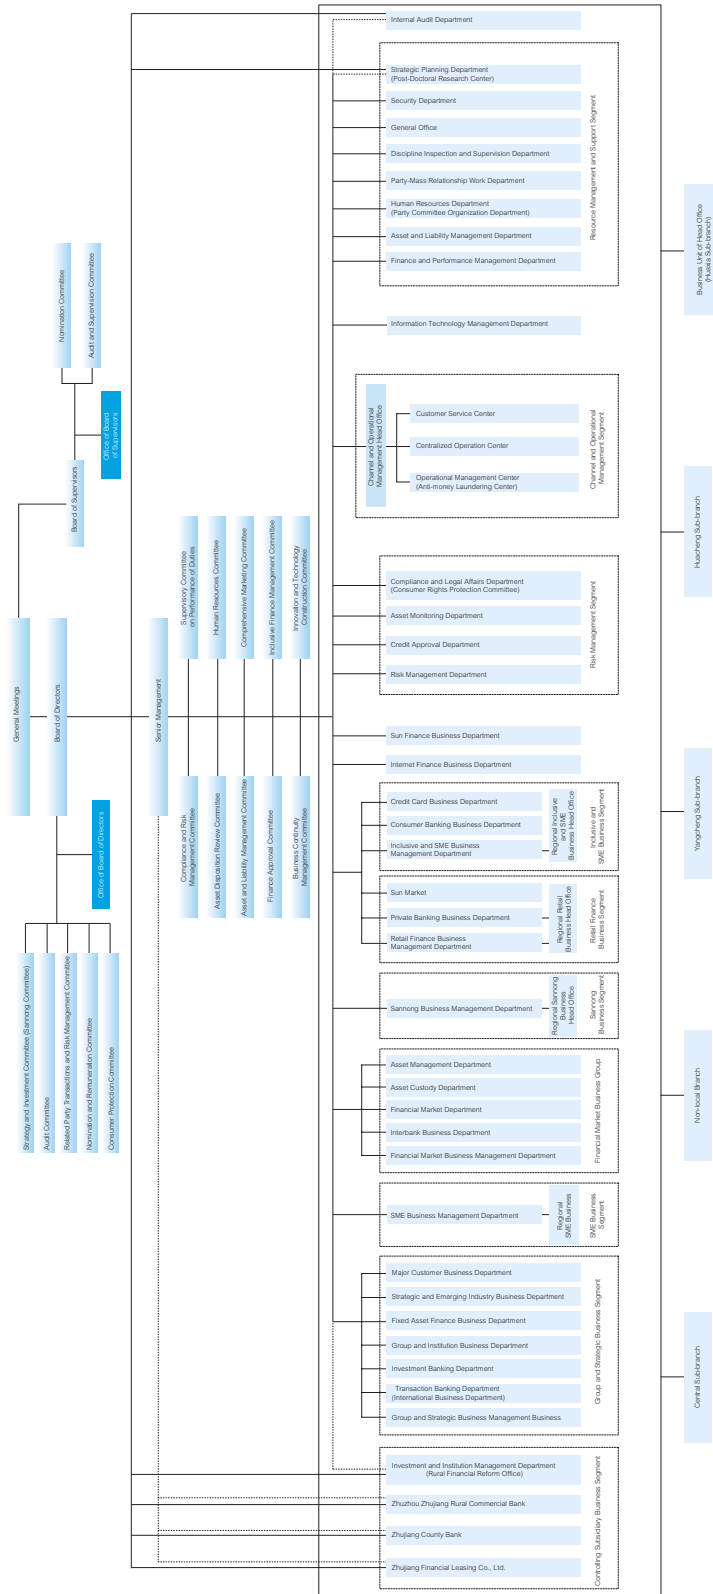 Internal Audit Department
Strategic Planning Department
(Post-Doctoral Research Center)
Security Department
General Office
Discipline Inspection and Supervision Department
Party-Mass Relationship Work Department
Human Resources Department
(Party Committee Organization Department)
Asset and Liability Management Department
Finance and Performance Management Department
Resource Management and Support Segment
Business Unit of Head Office
(Huaxia Sub-branch)
Nomination Committee
Audit and Supervision Committee
Office of Board
of Supervisors
Board of Supervisors
Information Technology Management Department
Channel and Operational
Management Head Office
Customer Service Center
Centralized Operation Center
Operational Management Center
(Anti-money Laundering Center)
Channel and Operational
Management Segment
Huacheng Sub-branch
Supervisory Committee
on Performance of Duties
Human Resources Committee
Comprehensive Marketing Committee
Inclusive Finance Management Committee
Innovation and Technology
Construction Committee
Compliance and Legal Affairs Department
(Consumer Rights Protection Committee)
Asset Monitoring Department
Credit Approval Department
Risk Management Department
Risk Management Segment
General Meetings
Board of Directors
Senior Management
Sun Finance Business Department
Internet Finance Business Department
Yangcheng Sub-branch
Office of Board of Directors
Compliance and Risk
Management Committee
Asset Disposition Review Committee
Asset and Liability Management Committee
Finance Approval Committee
Business Continuity
Management Committee
Credit Card Business Department
Consumer Banking Business Department
Inclusive and SME Business
Management Department
Regional Inclusive
and SME
Business Head Office
Inclusive and
SME Business Segment
Sun Market
Private Banking Business Department
Retail Finance Business
Management Department
Regional Retail
Business Head Office
Retail Finance
Business Segment
Strategy and Investment Committee (Sannong Committee)
Audit Committee
Related Party Transactions and Risk Management Committee
Nomination and Remuneration Committee
Consumer Protection Committee
Sannong Business Management Department
Regional Sannong
Business
Head Office
Sannong
Business Segment
Asset Management Department
Asset Custody Department
Financial Market Department
Interbank Business Department
Financial Market Business Management Department
Financial Market Business Group
Non-local Branch
SME Business Management Department
Regional
SME Business
SME Business
Segment
Major Customer Business Department
Strategic and Emerging Industry Business Department
Fixed Asset Finance Business Department
Group and Institution Business Department
Investment Banking Department
Transaction Banking Department
(International Business Department)
Group and Strategic Business Management Business
Group and Strategic Business Segment
Central Sub-branch
Investment and Institution Management Department
(Rural Financial Reform Office)
Zhuzhou Zhujiang Rural Commercial Bank
Zhujiang County Bank
Zhujiang Financial Leasing Co., Ltd.
Controlling Subsidiary Business Segment